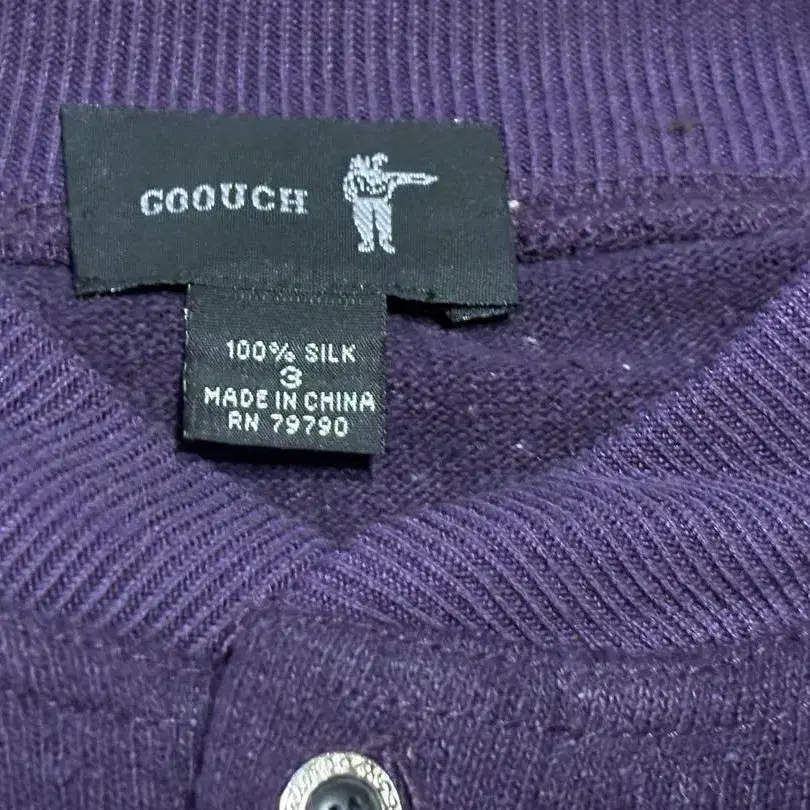 GOOUCH
100% SILK
3
MADE IN CHINA
RN 79790